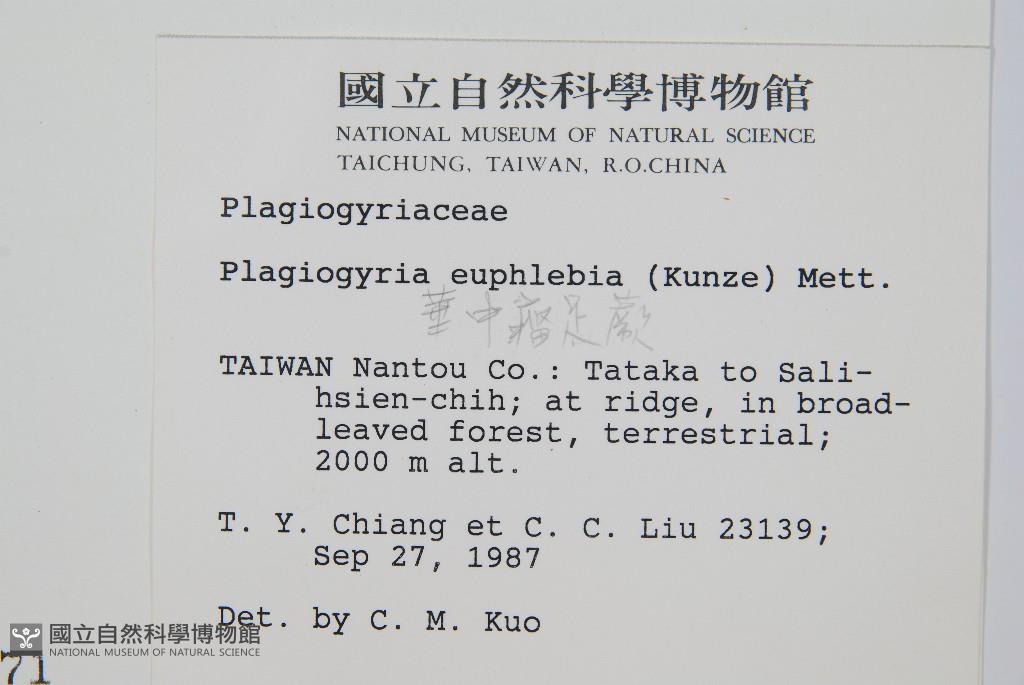 國立自然科學博物館
NATIONAL MUSEUM OF NATURAL SCIENCE
TAICHUNG, TAIWAN, R.O.CHINA
Plagiogyriaceae
Plagiogyria euphlebia (Kunze) Mett.
華中瘤足蕨
TAIWAN Nantou Co.: Tataka to Sali-
hsien-chih; at ridge, in broad-
leaved forest, terrestrial;
2000 m alt.
T. Y. Chiang et C. C. Liu 23139;
Sep 27, 1987
Det. by C. M. Kuo
國立自然科學博物館
NATIONAL MUSEUM OF NATURAL SCIENCE
71